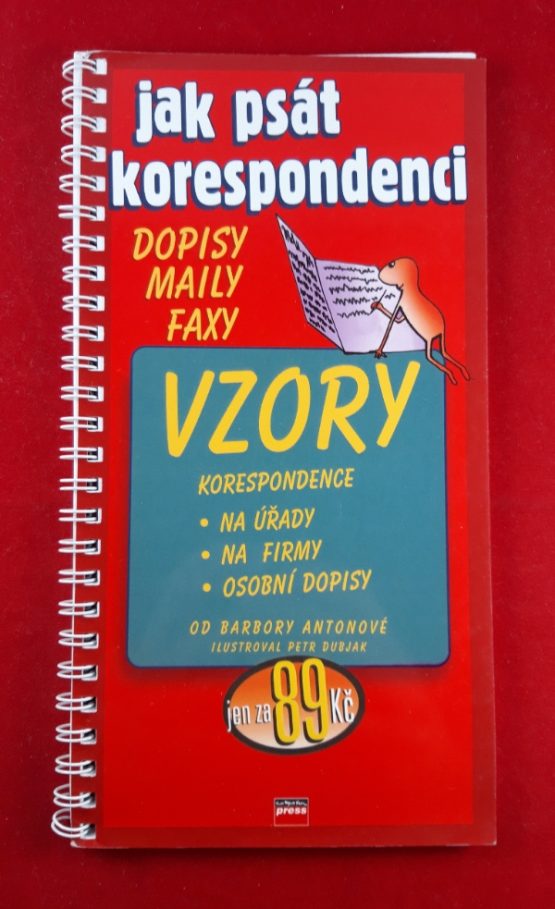 jak psát
korespondenci
DOPISY
MAILY
FAXY
VZORY
KORESPONDENCE
• NA ÚŘADY
• NA FIRMY
• OSOBNÍ DOPISY
OD BARBORY ANTONOVÉ
ILUSTROVAL PETR DUBJAK
jen za 89 Kč
press